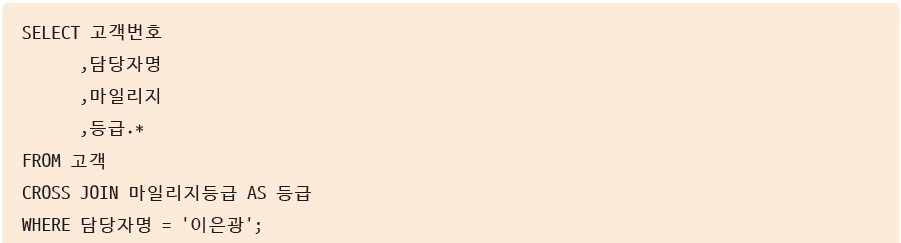 SELECT 고객번호
      ,담당자명
      ,마일리지
      ,등급.*
FROM 고객
CROSS JOIN 마일리지등급 AS 등급
WHERE 담당자명 = '이은광';